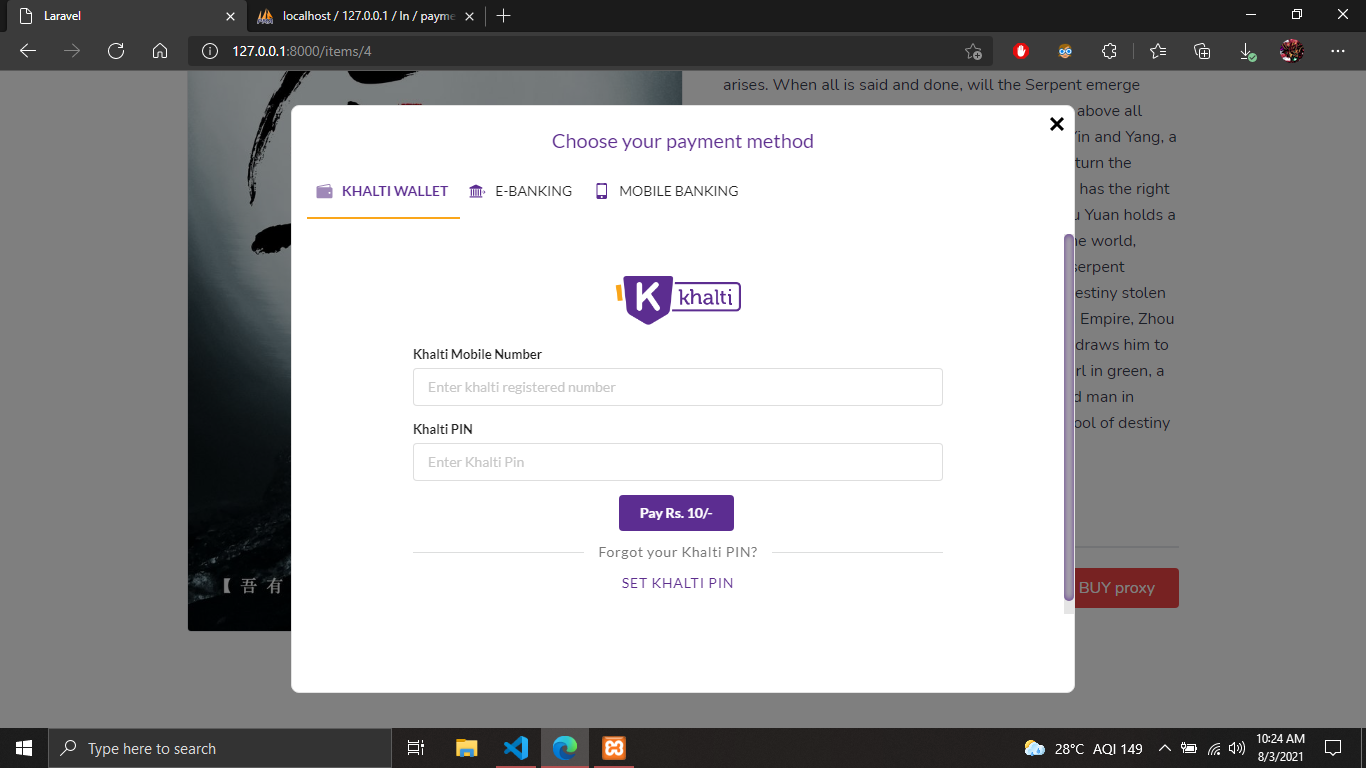 Laravel
localhost / 127.0.0.1 / ln / payme
127.0.0.1:8000/items/4
arises. When all is said and done, will the Serpent emerge
above all
Yin and Yang, a
turn the
has the right
u Yuan holds a
he world,
serpent
estiny stolen
Empire, Zhou
draws him to
rl in green, a
d man in
ool of destiny
Choose your payment method
KHALTI WALLET E-BANKING MOBILE BANKING
K khalti
Khalti Mobile Number
Enter khalti registered number
Khalti PIN
Enter Khalti Pin
Pay Rs. 10/-
Forgot your Khalti PIN?
SET KHALTI PIN
【 吾 有
BUY proxy
Type here to search
28°C AQI 149
10:24 AM
8/3/2021